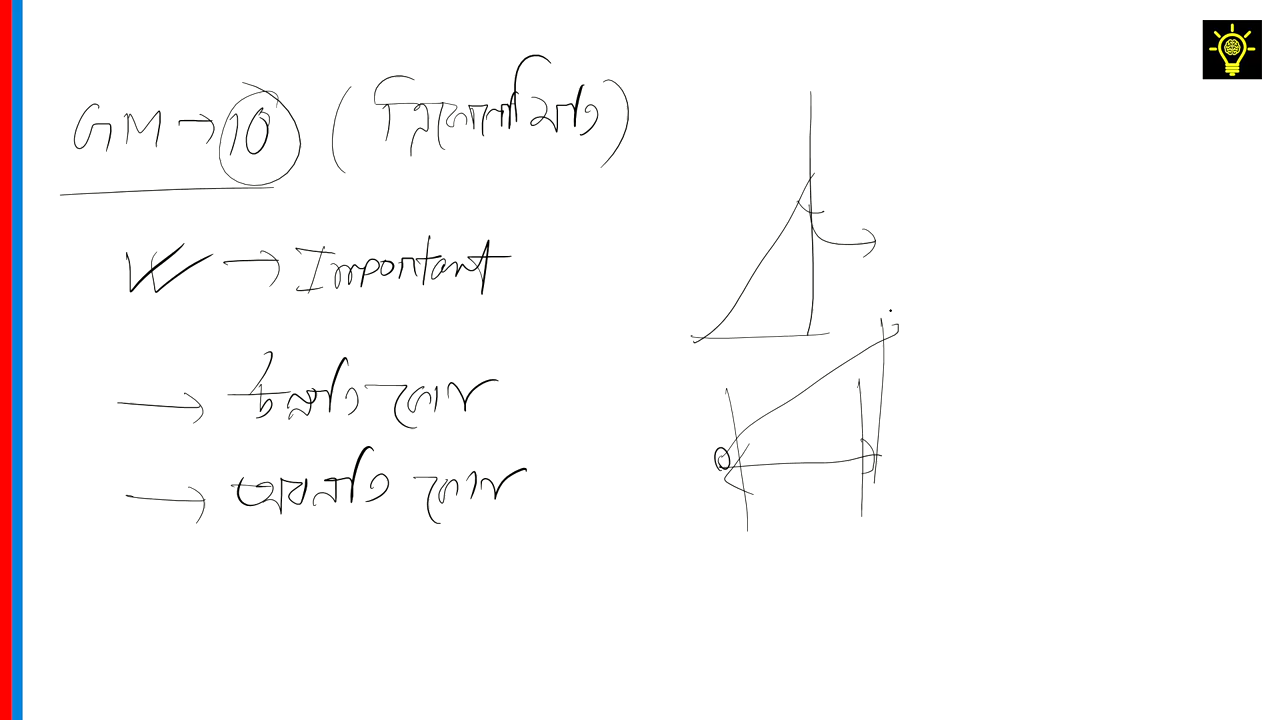 GM → 10 (ত্রিকোণমিতি)
→ Important
→ উন্নতি কোন
→ অবনতি কোন